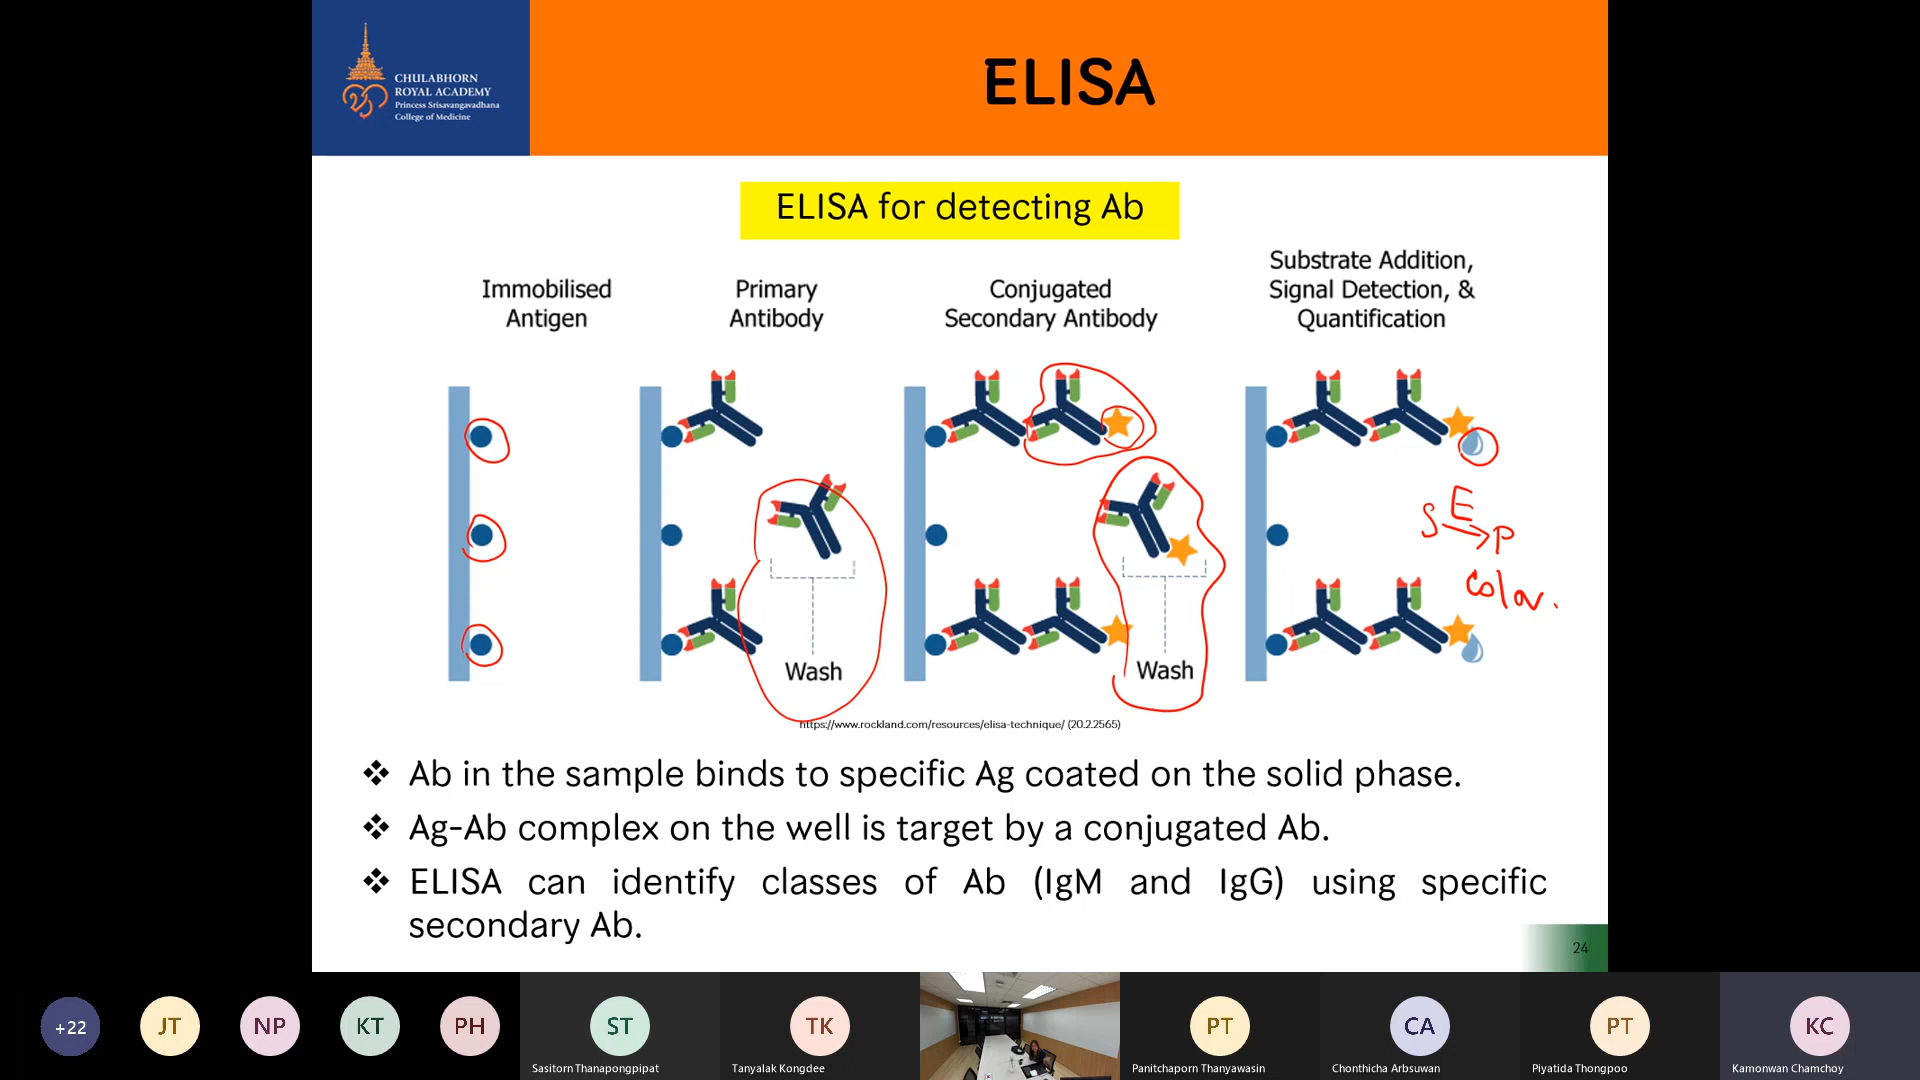 CHULABHORN
ROYAL ACADEMY
Princess Srisavangavadhana
College of Medicine
ELISA
ELISA for detecting Ab
Immobilised
Antigen
Primary
Antibody
Conjugated
Secondary Antibody
Substrate Addition,
Signal Detection, &
Quantification
S E → P
Color.
Wash
Wash
https://www.rockland.com/resources/elisa-technique/ (20.2.2565)
❖ Ab in the sample binds to specific Ag coated on the solid phase.
❖ Ag-Ab complex on the well is target by a conjugated Ab.
❖ ELISA can identify classes of Ab (IgM and IgG) using specific
secondary Ab.
24
+22
JT
NP
KT
PH
ST
Sasitorn Thanapongpipat
TK
Tanyalak Kongdee
PT
Panitchaporn Thanyawasin
CA
Chonthicha Arbsuwan
PT
Piyatida Thongpoo
KC
Kamonwan Chamchoy